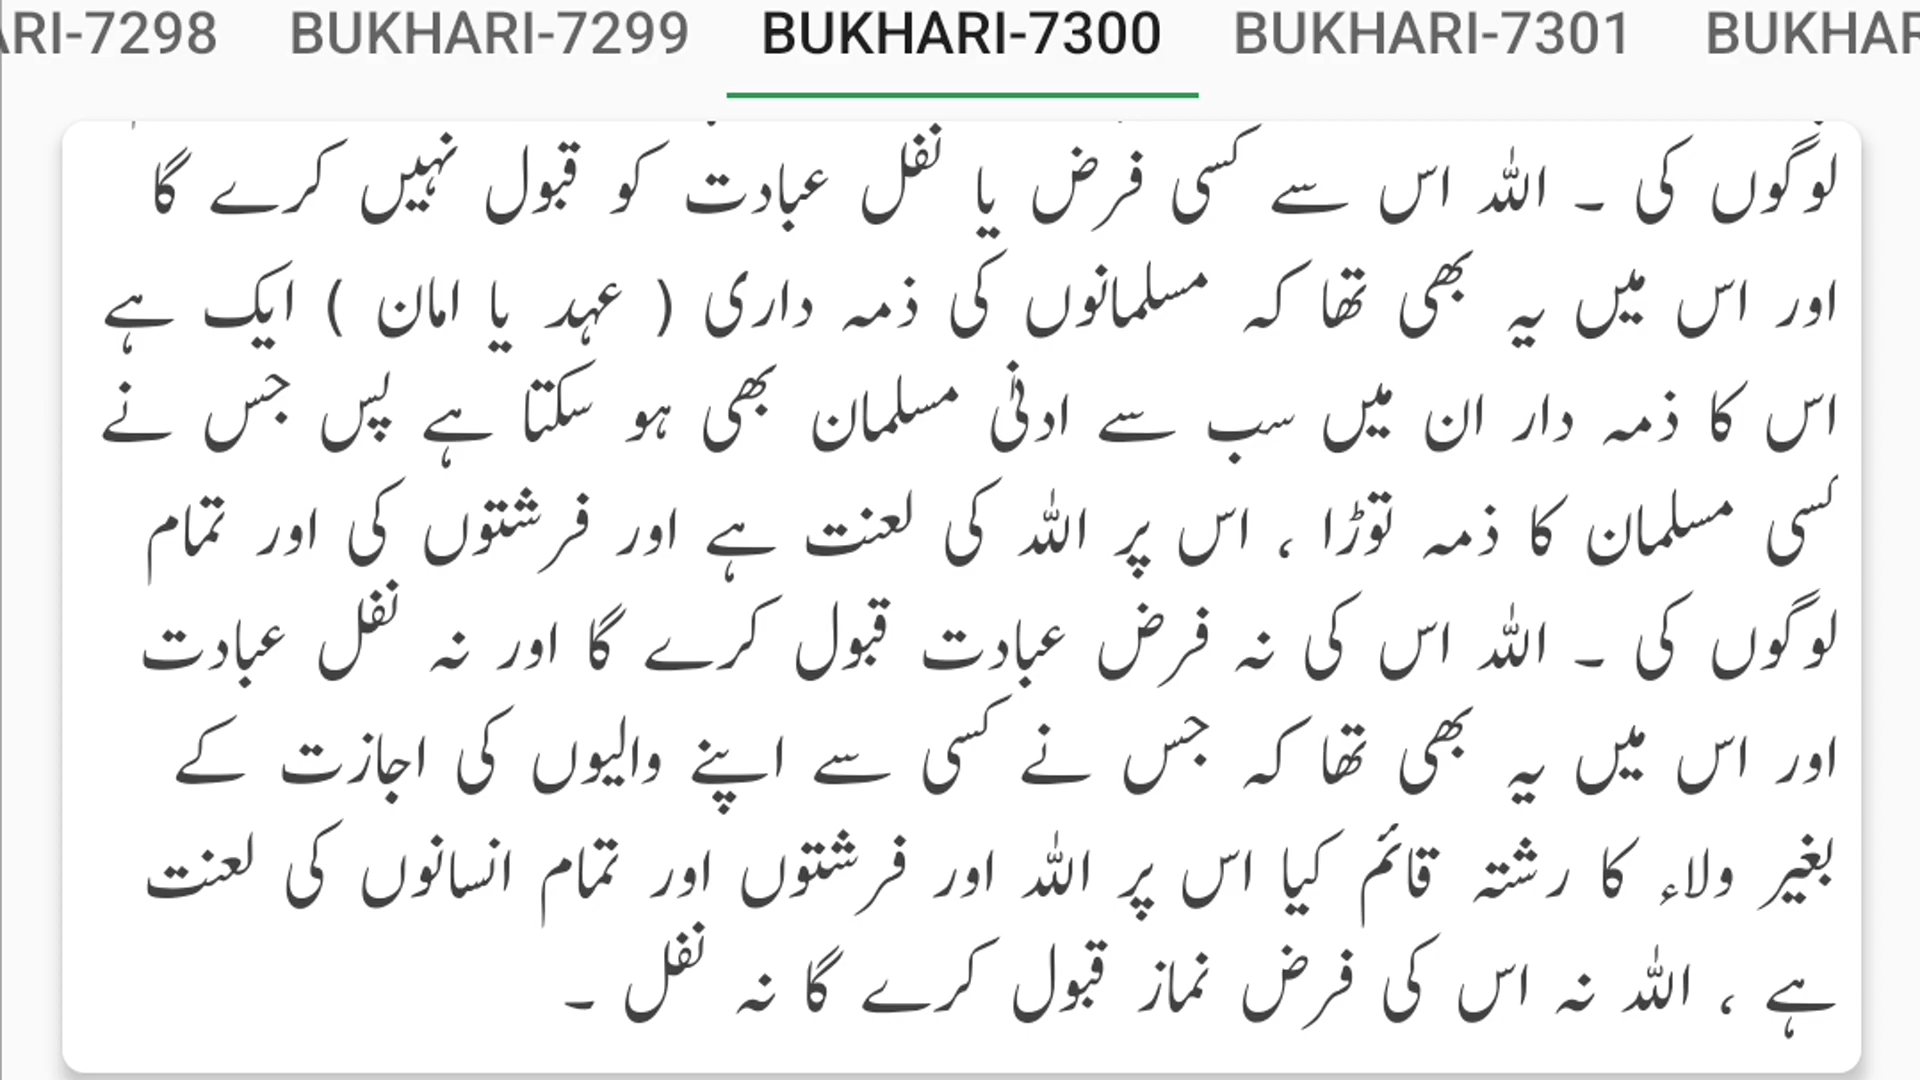 ARI-7298 BUKHARI-7299 BUKHARI-7300 BUKHARI-7301 BUKHAR
لوگوں کی ۔ اللہ اس سے کسی فرض یا نفل عبادت کو قبول نہیں کرے گا
اور اس میں یہ بھی تھا کہ مسلمانوں کی ذمہ داری ( عہد یا امان ) ایک ہے
اس کا ذمہ دار ان میں سب سے ادنیٰ مسلمان بھی ہو سکتا ہے پس جس نے
کسی مسلمان کا ذمہ توڑا ، اس پر اللہ کی لعنت ہے اور فرشتوں کی اور تمام
لوگوں کی ۔ اللہ اس کی نہ فرض عبادت قبول کرے گا اور نہ نفل عبادت
اور اس میں یہ بھی تھا کہ جس نے کسی سے اپنے والیوں کی اجازت کے
بغیر ولاء کا رشتہ قائم کیا اس پر اللہ اور فرشتوں اور تمام انسانوں کی لعنت
ہے ، اللہ نہ اس کی فرض نماز قبول کرے گا نہ نفل ۔